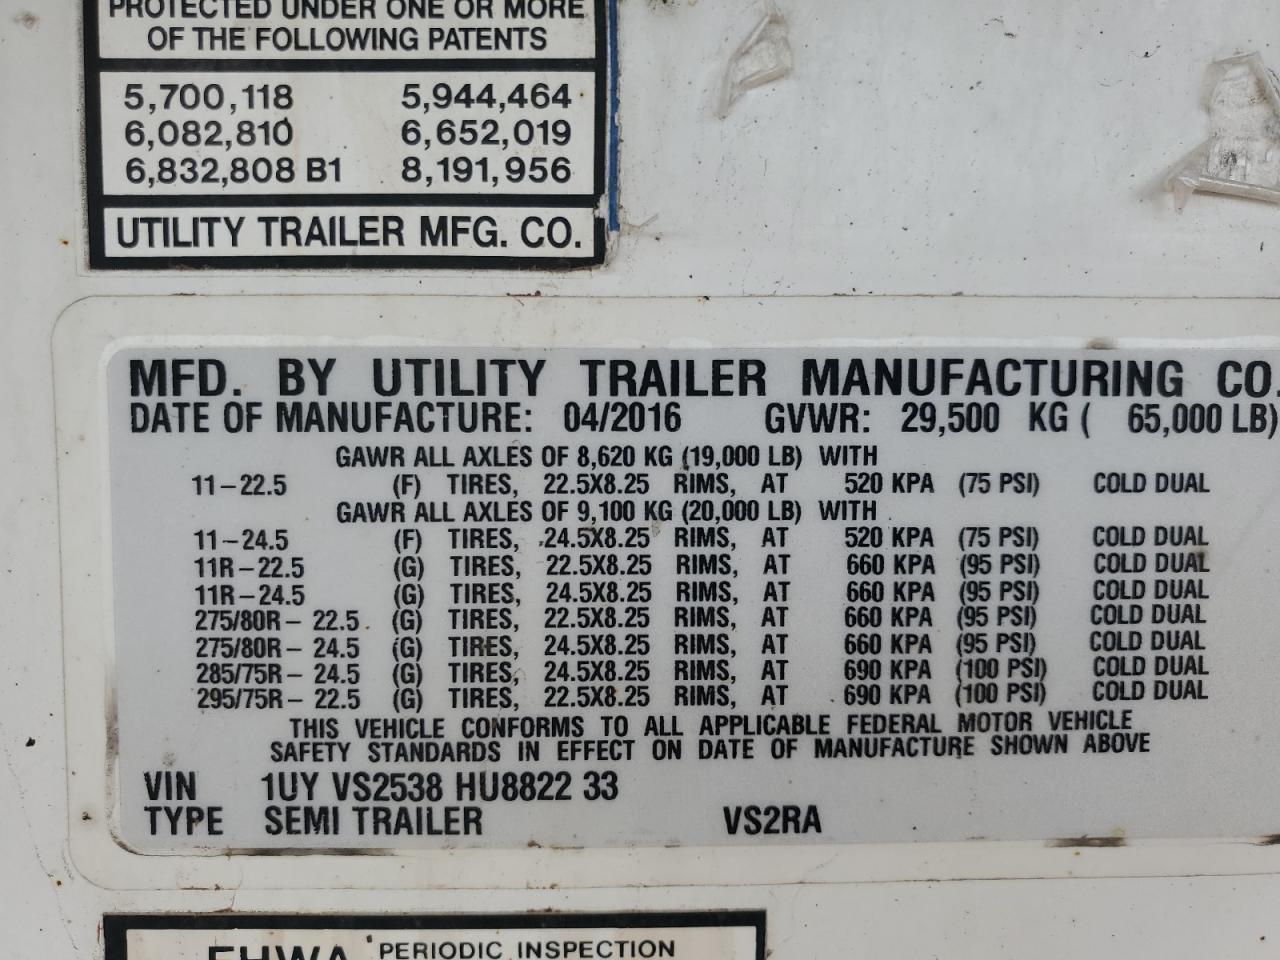 PROTECTED UNDER ONE OR MORE
OF THE FOLLOWING PATENTS
5,700,118 5,944,464
6,082,810 6,652,019
6,832,808 B1 8,191,956
UTILITY TRAILER MFG. CO.
MFD. BY UTILITY TRAILER MANUFACTURING CO.
DATE OF MANUFACTURE: 04/2016 GVWR: 29,500 KG ( 65,000 LB)
GAWR ALL AXLES OF 8,620 KG (19,000 LB) WITH
11-22.5 (F) TIRES, 22.5X8.25 RIMS, AT 520 KPA (75 PSI) COLD DUAL
GAWR ALL AXLES OF 9,100 KG (20,000 LB) WITH
11-24.5 (F) TIRES, 24.5X8.25 RIMS, AT 520 KPA (75 PSI) COLD DUAL
11R-22.5 (G) TIRES, 22.5X8.25 RIMS, AT 660 KPA (95 PSI) COLD DUAL
11R-24.5 (G) TIRES, 24.5X8.25 RIMS, AT 660 KPA (95 PSI) COLD DUAL
275/80R- 22.5 (G) TIRES, 22.5X8.25 RIMS, AT 660 KPA (95 PSI) COLD DUAL
275/80R- 24.5 (G) TIRES, 24.5X8.25 RIMS, AT 660 KPA (95 PSI) COLD DUAL
285/75R- 24.5 (G) TIRES, 24.5X8.25 RIMS, AT 690 KPA (100 PSI) COLD DUAL
295/75R- 22.5 (G) TIRES, 22.5X8.25 RIMS, AT 690 KPA (100 PSI) COLD DUAL
THIS VEHICLE CONFORMS TO ALL APPLICABLE FEDERAL MOTOR VEHICLE
SAFETY STANDARDS IN EFFECT ON DATE OF MANUFACTURE SHOWN ABOVE
VIN 1UY VS2538 HU8822 33
TYPE SEMI TRAILER VS2RA
FHWA PERIODIC INSPECTION